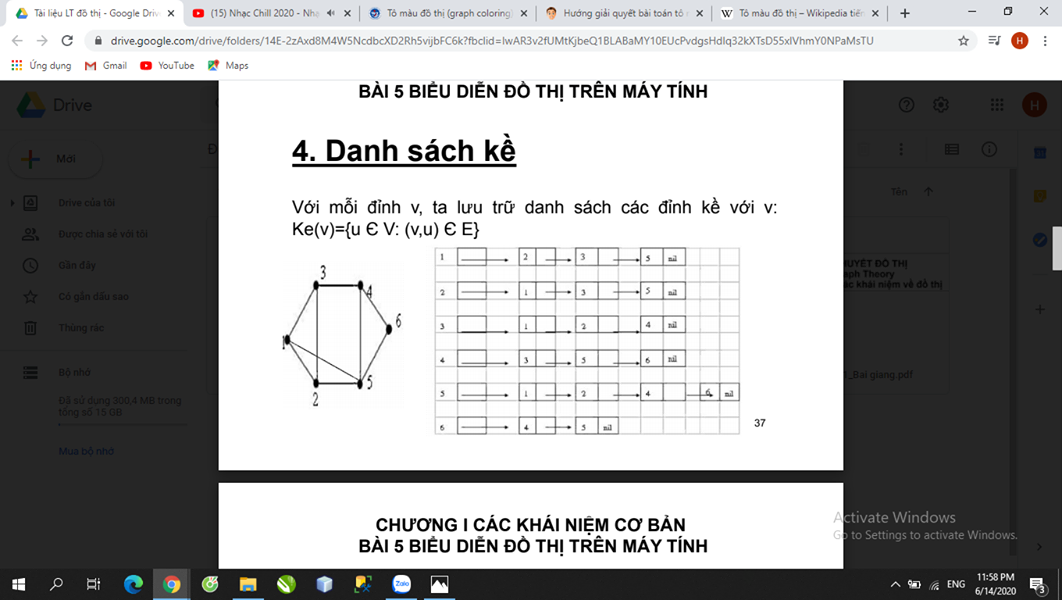 Tài liệu LT đồ thị - Google Driv
(15) Nhạc Chill 2020 - Nhạ
Tô màu đồ thị (graph coloring)
Hướng giải quyết bài toán tô
Tô màu đồ thị – Wikipedia tiến
drive.google.com/drive/folders/14E-2zAxd8M4W5NcdbcXD2Rh5vijbFC6k?fbclid=IwAR3v2fUMtKjbeQ1BLABaMY10EUcPvdgsHdlq32kXTsD55xIVhmY0NPaMsTU
H
Ứng dụng
Gmail
YouTube
Maps
Drive
H
Mới
Drive của tôi
Được chia sẻ với tôi
Gần đây
Có gắn dấu sao
Thùng rác
Bộ nhớ
Đã sử dụng 300,4 MB trong
tổng số 15 GB
Mua bộ nhớ
Tên
BÀI 5 BIỂU DIỄN ĐỒ THỊ TRÊN MÁY TÍNH
4. Danh sách kề
Với mỗi đỉnh v, ta lưu trữ danh sách các đỉnh kề với v:
Ke(v)={u Є V: (v,u) Є E}
3
4
6
1
5
2
1 2 3 5 nil
2 1 3 5 nil
3 1 2 4 nil
4 3 5 6 nil
5 1 2 4 6 nil
6 4 5 nil
37
HUYẾT ĐỒ THỊ
aph Theory
ác khái niệm về đồ thị
_Bai giang.pdf
CHƯƠNG I CÁC KHÁI NIỆM CƠ BẢN
BÀI 5 BIỂU DIỄN ĐỒ THỊ TRÊN MÁY TÍNH
Activate Windows
Go to Settings to activate Windows.
Zalo
ENG
11:58 PM
6/14/2020
3